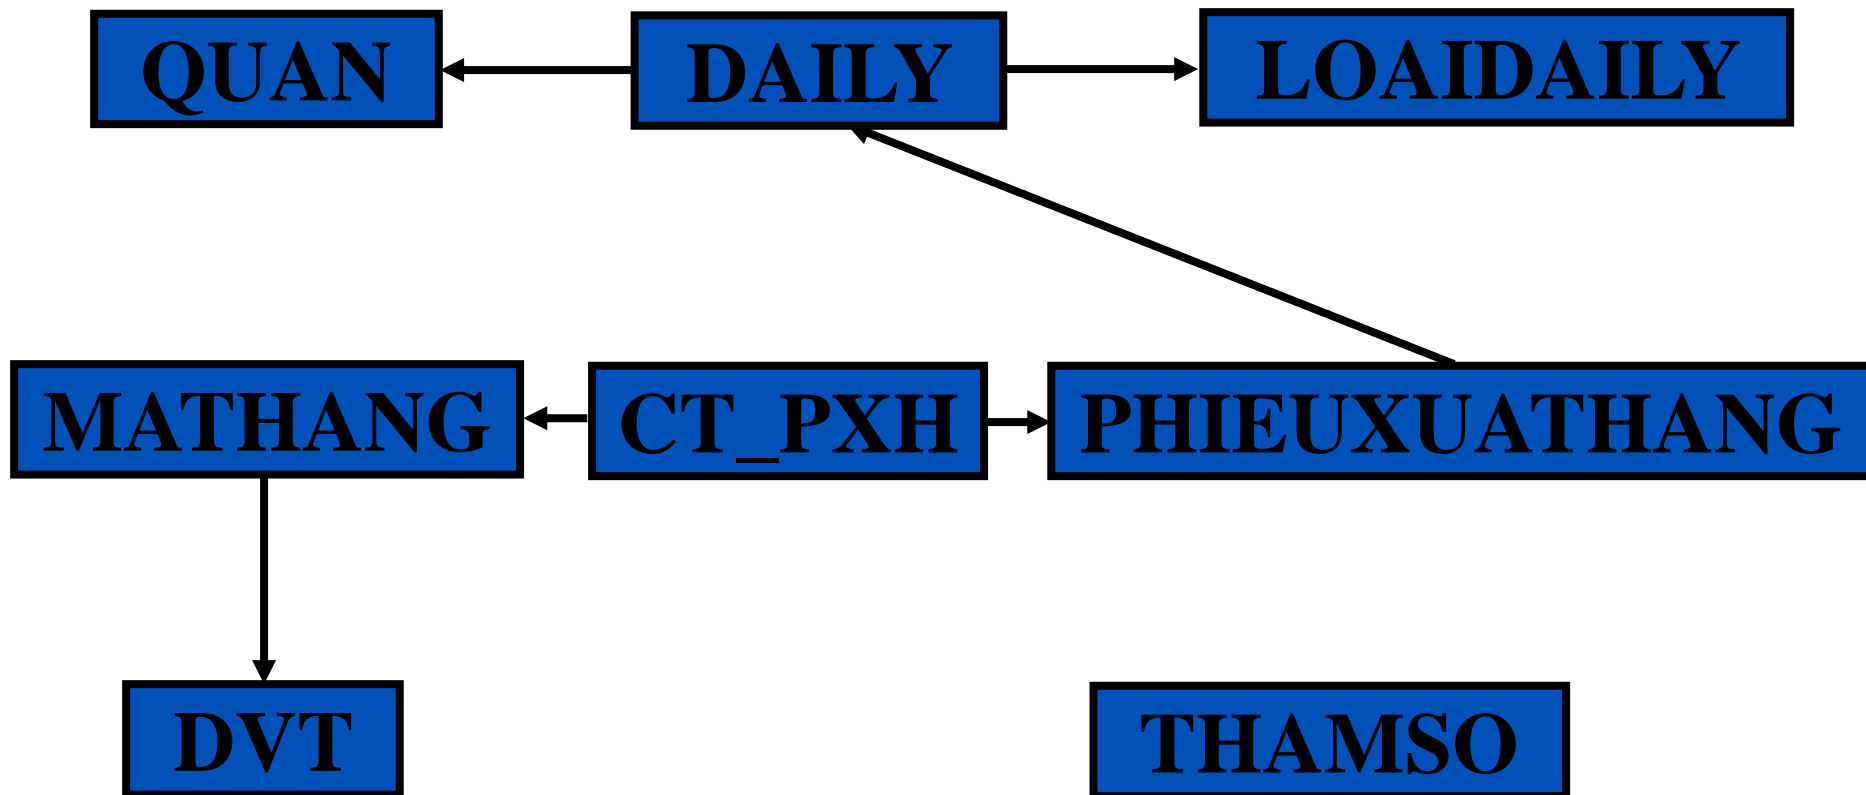 QUAN
DAILY
LOAIDAILY
MATHANG
CT_PXH
PHIEUXUATHANG
DVT
THAMSO